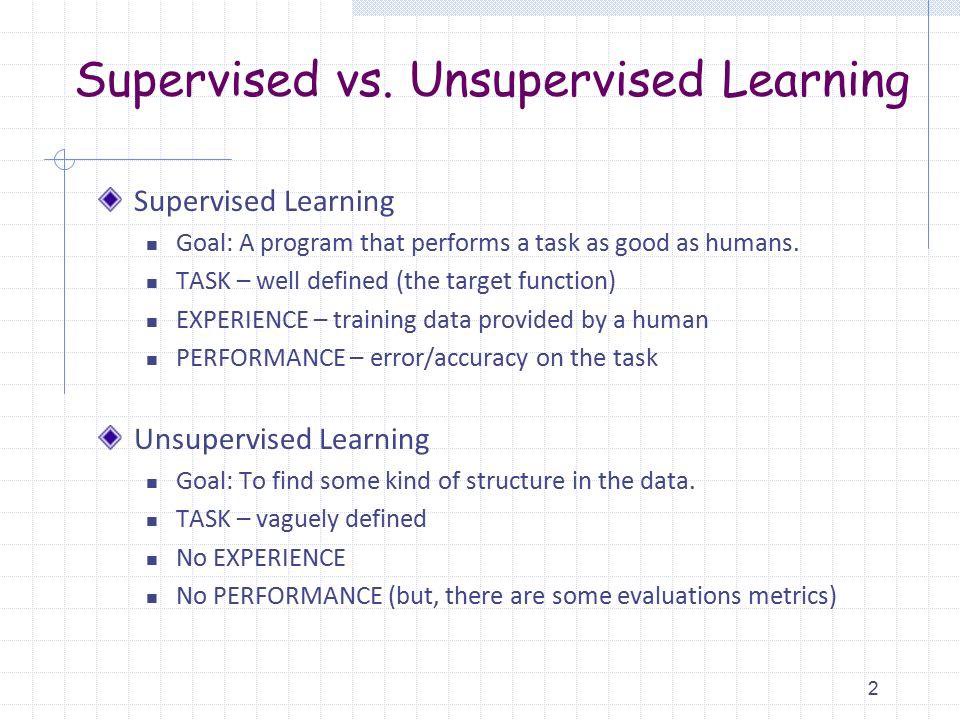 Supervised vs. Unsupervised Learning
Supervised Learning
Goal: A program that performs a task as good as humans.
TASK – well defined (the target function)
EXPERIENCE – training data provided by a human
PERFORMANCE – error/accuracy on the task
Unsupervised Learning
Goal: To find some kind of structure in the data.
TASK – vaguely defined
No EXPERIENCE
No PERFORMANCE (but, there are some evaluations metrics)
2